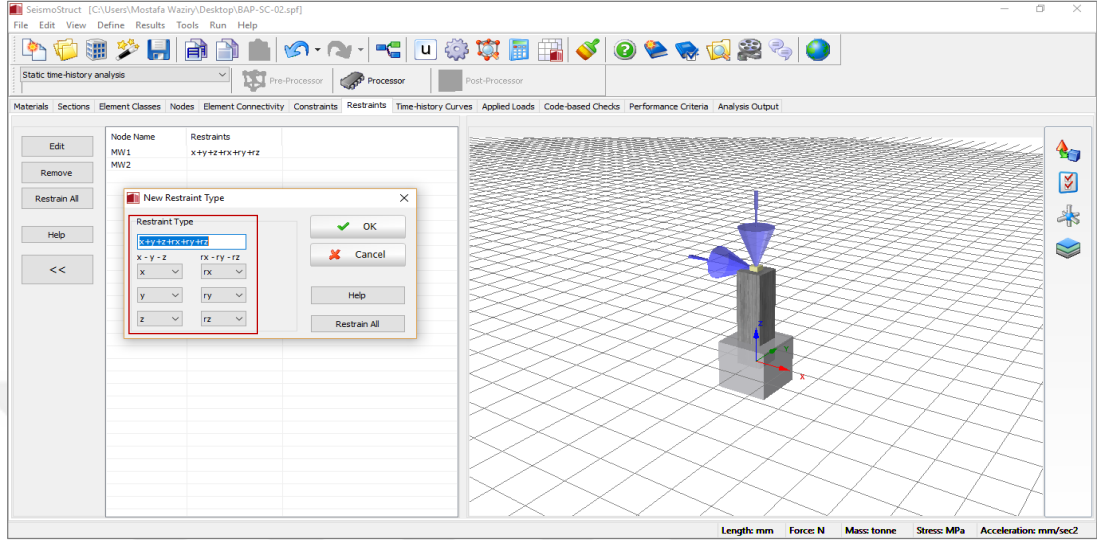 SeismoStruct [C:\Users\Mostafa Waziry\Desktop\BAP-SC-02.spf]
File Edit View Define Results Tools Run Help
u
Static time-history analysis
Pre-Processor
Processor
Post-Processor
Materials Sections Element Classes Nodes Element Connectivity Constraints Restraints Time-history Curves Applied Loads Code-based Checks Performance Criteria Analysis Output
Edit
Remove
Restrain All
Help
<<
Node Name Restraints
MW1 x+y+z+rx+ry+rz
MW2
New Restraint Type
Restraint Type
x+y+z+rx+ry+rz
x - y - z rx - ry - rz
x rx
y ry
z rz
OK
Cancel
Help
Restrain All
z
Y
X
Length: mm Force: N Mass: tonne Stress: MPa Acceleration: mm/sec2